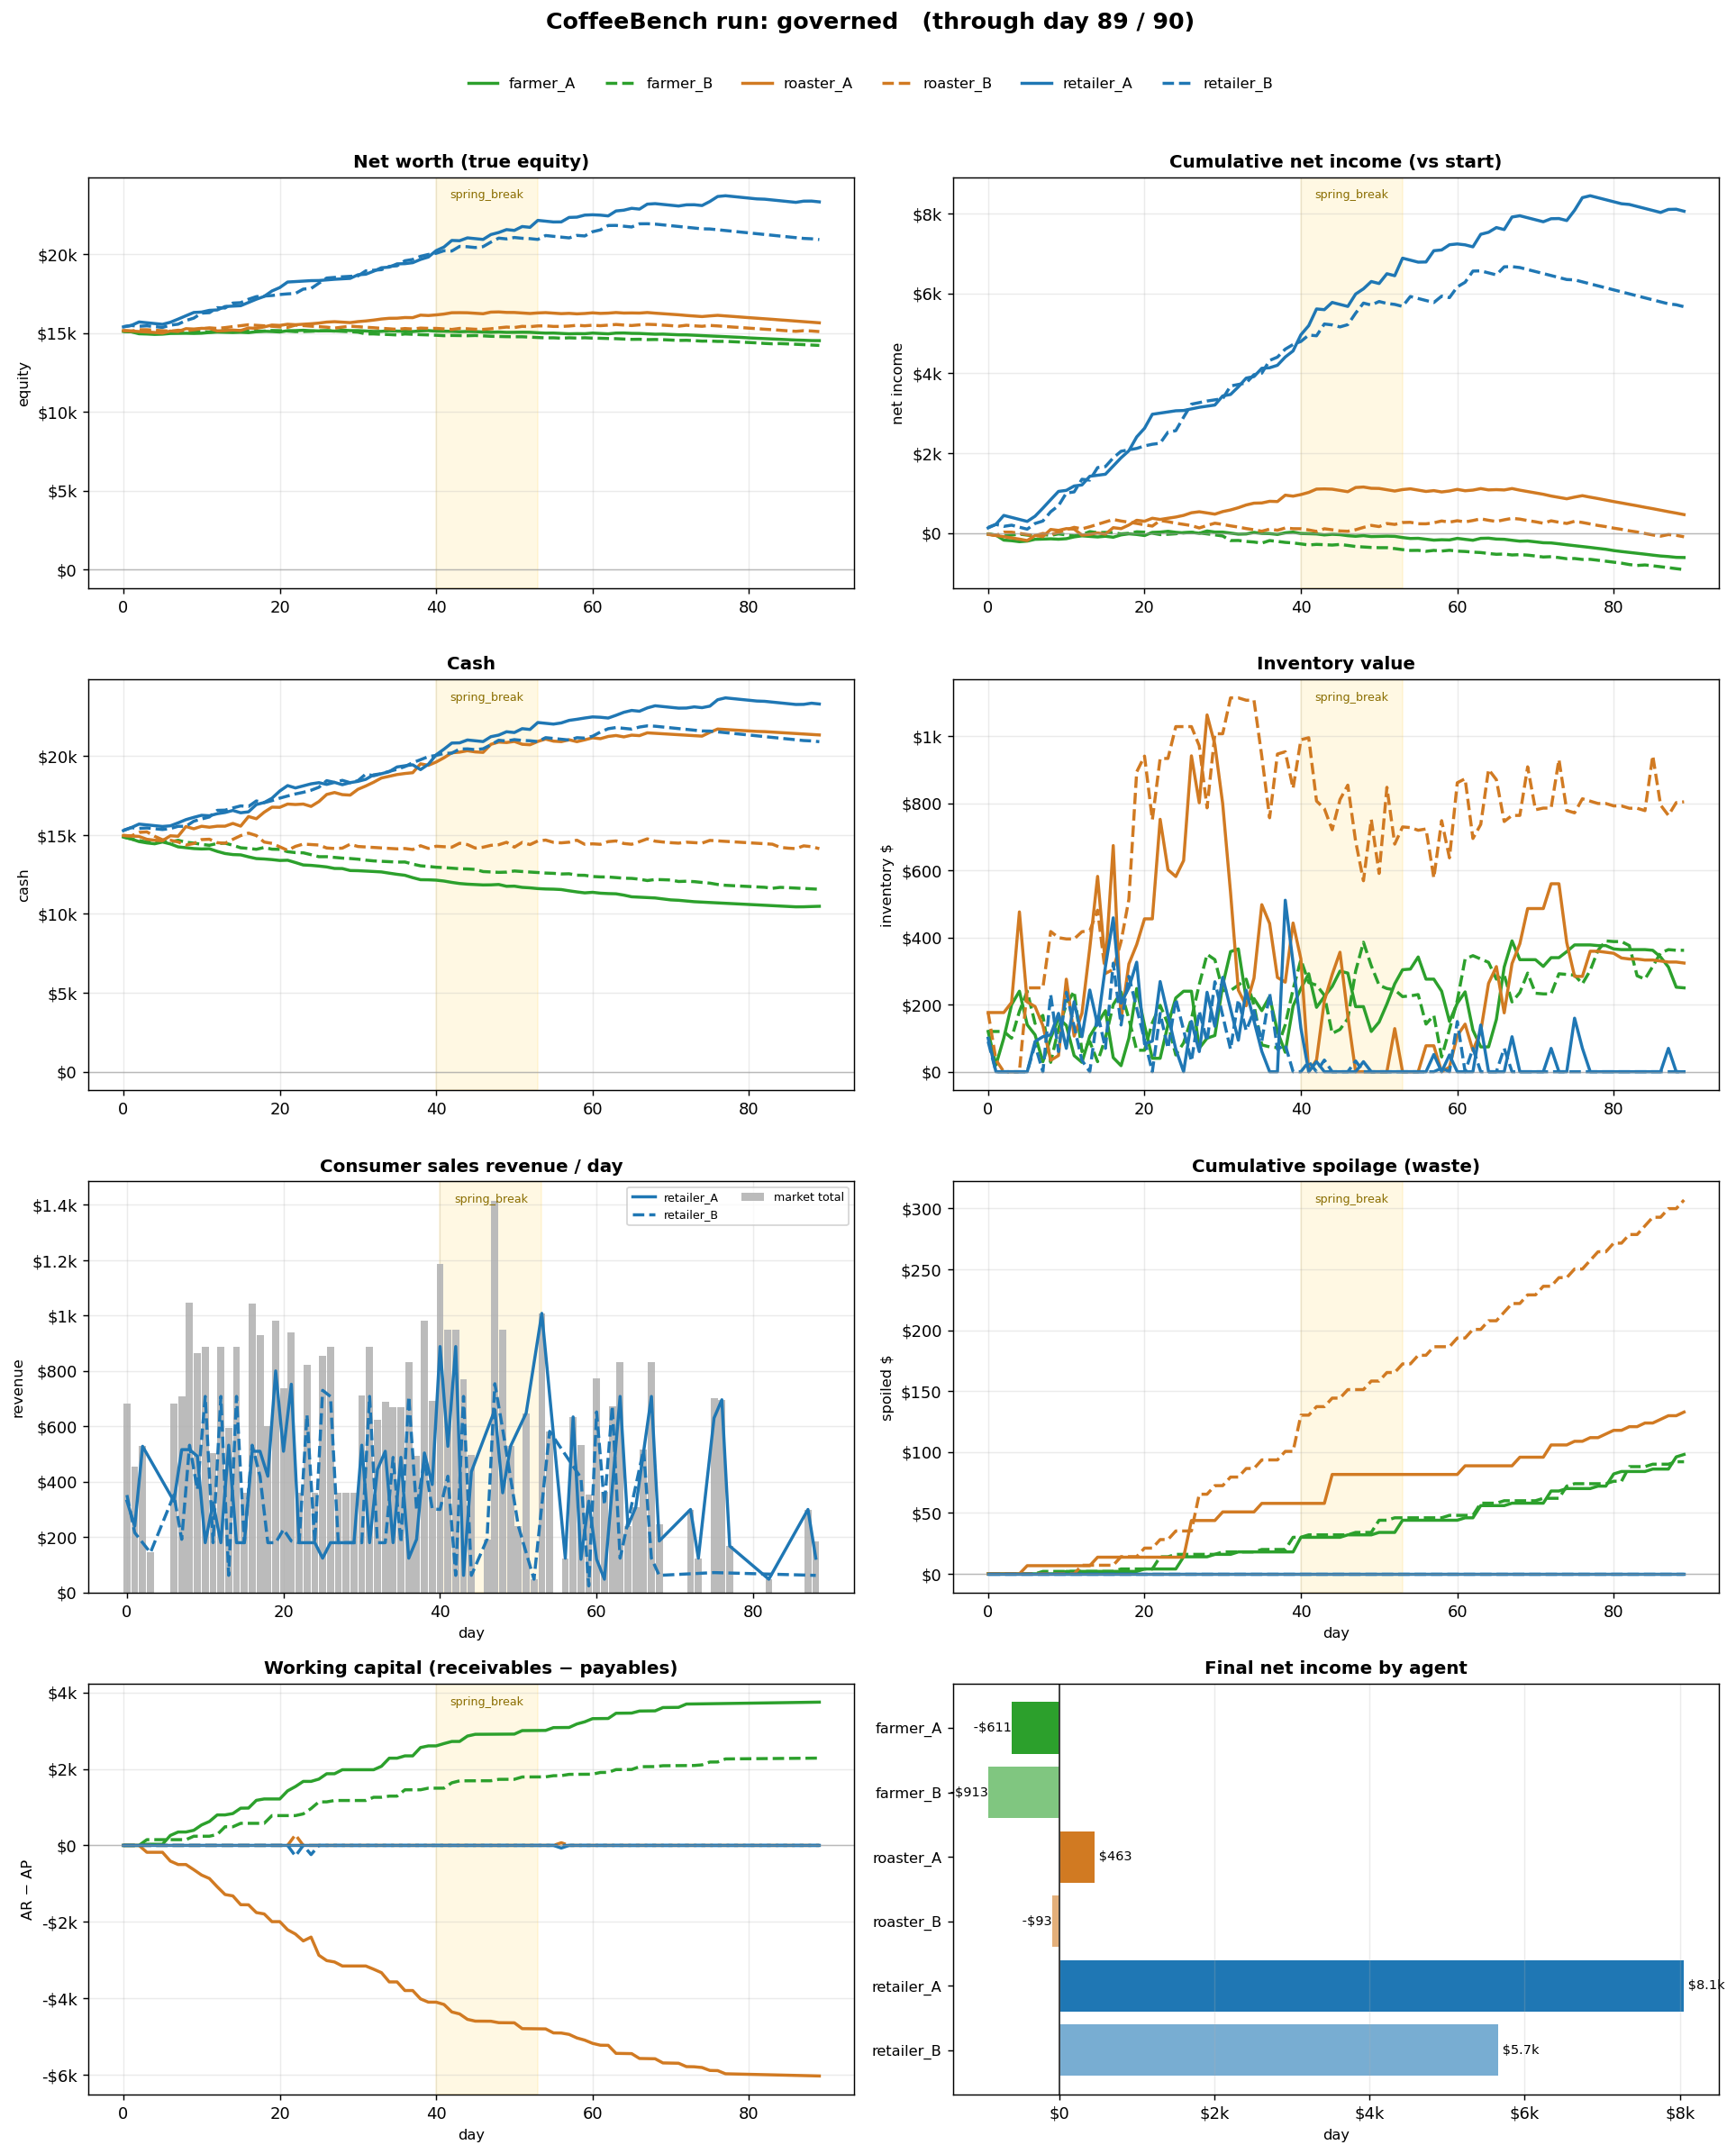 CoffeeBench run: governed   (through day 89 / 90)
farmer_A farmer_B roaster_A roaster_B retailer_A retailer_B
Net worth (true equity)
spring_break
$20k
$15k
$10k
$5k
$0
equity
0 20 40 60 80
Cumulative net income (vs start)
spring_break
$8k
$6k
$4k
$2k
$0
net income
0 20 40 60 80
Cash
spring_break
$20k
$15k
$10k
$5k
$0
cash
0 20 40 60 80
Inventory value
spring_break
$1k
$800
$600
$400
$200
$0
inventory $
0 20 40 60 80
Consumer sales revenue / day
spring_break
retailer_A market total
retailer_B
$1.4k
$1.2k
$1k
$800
$600
$400
$200
$0
revenue
0 20 40 60 80
day
Cumulative spoilage (waste)
spring_break
$300
$250
$200
$150
$100
$50
$0
spoiled $
0 20 40 60 80
day
Working capital (receivables − payables)
spring_break
$4k
$2k
$0
-$2k
-$4k
-$6k
AR − AP
0 20 40 60 80
day
Final net income by agent
farmer_A -$611
farmer_B -$913
roaster_A $463
roaster_B -$93
retailer_A $8.1k
retailer_B $5.7k
$0 $2k $4k $6k $8k
day